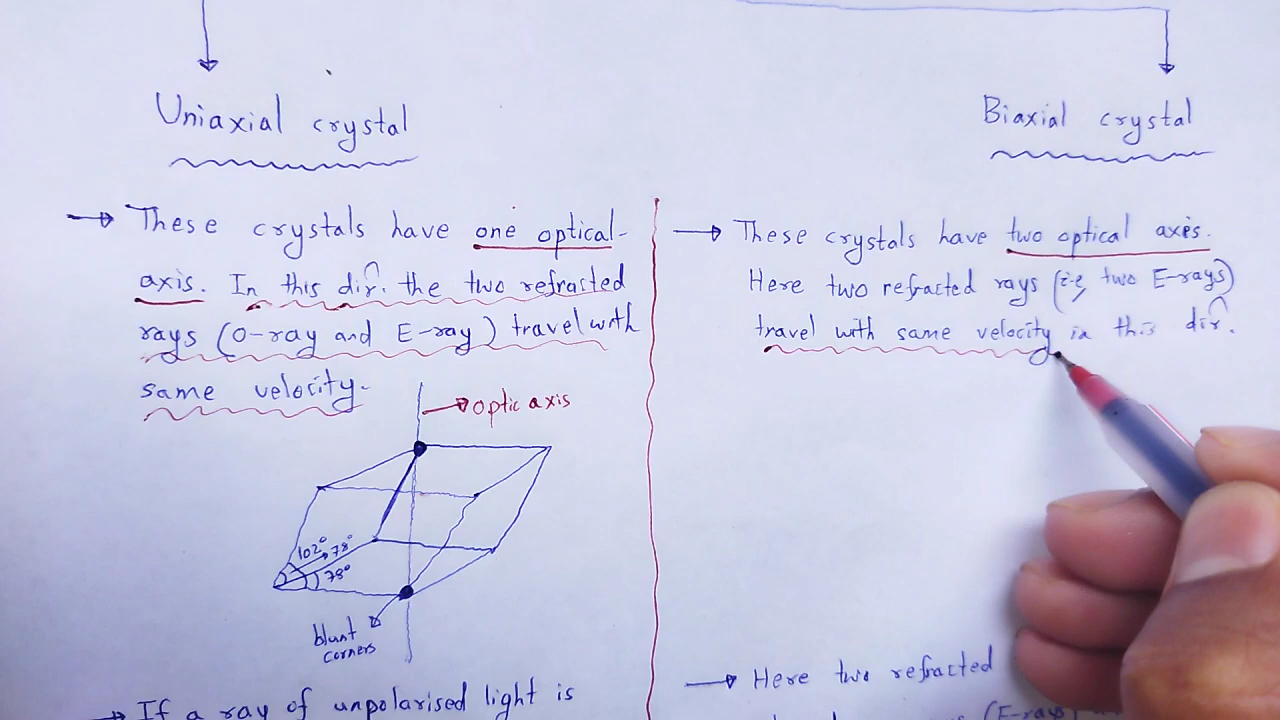 Uniaxial crystal
Biaxial crystal
These crystals have one optical-
axis. In this dirⁿ. the two refracted
rays (O-ray and E-ray) travel with
same velocity.
optic axis
102° 78°
78°
blunt
corners
If a ray of unpolarised light is
These crystals have two optical axes.
Here two refracted rays (i.e., two E-rays)
travel with same velocity in this dirⁿ.
Here two refracted
(E-rays)